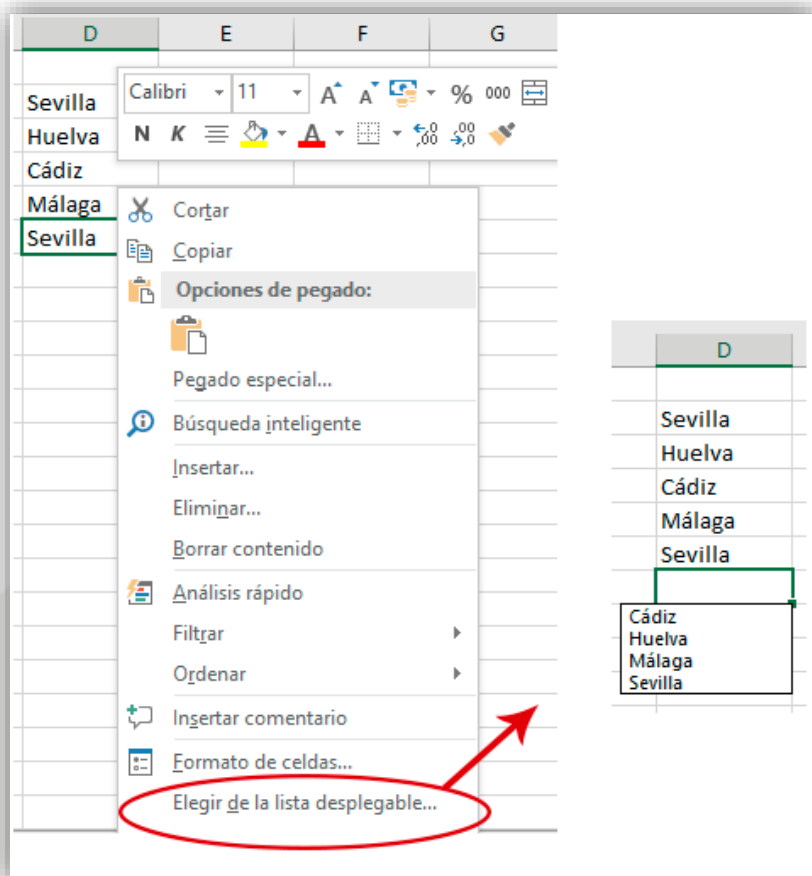 D E F G
Calibri 11 A A % 000
Sevilla
Huelva N K A ,00 ,00
Cádiz
Málaga
Sevilla
Cortar
Copiar
Opciones de pegado:
Pegado especial...
Búsqueda inteligente
Insertar...
Eliminar...
Borrar contenido
Análisis rápido
Filtrar
Ordenar
Insertar comentario
Formato de celdas...
Elegir de la lista desplegable...
D
Sevilla
Huelva
Cádiz
Málaga
Sevilla
Cádiz
Huelva
Málaga
Sevilla